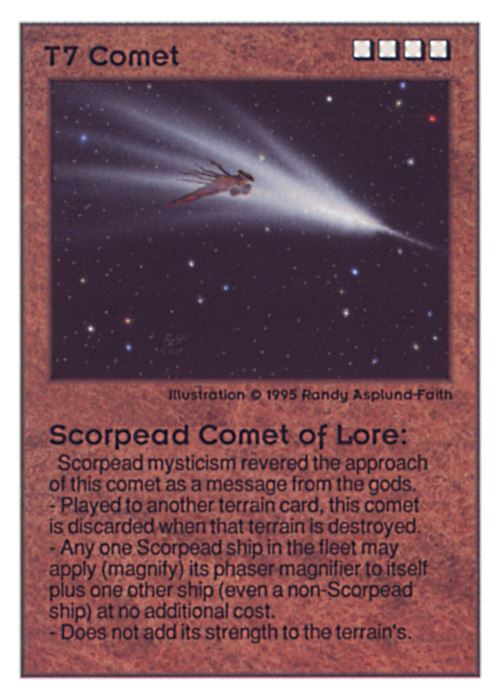 T7 Comet
Illustration © 1995 Randy Asplund-Faith
Scorpead Comet of Lore:
Scorpead mysticism revered the approach
of this comet as a message from the gods.
- Played to another terrain card, this comet
is discarded when that terrain is destroyed.
- Any one Scorpead ship in the fleet may
apply (magnify) its phaser magnifier to itself
plus one other ship (even a non-Scorpead
ship) at no additional cost.
- Does not add its strength to the terrain's.